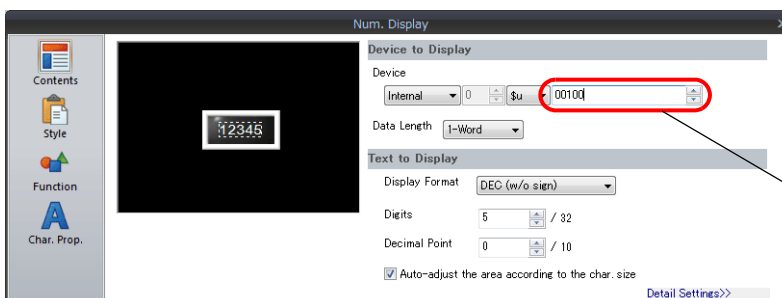 Num. Display
Contents
Style
Function
Char. Prop.
12345
Device to Display
Device
Internal 0 $u 00100
Data Length 1-Word
Text to Display
Display Format DEC (w/o sign)
Digits 5 / 32
Decimal Point 0 / 10
Auto-adjust the area according to the char. size
Detail Settings>>